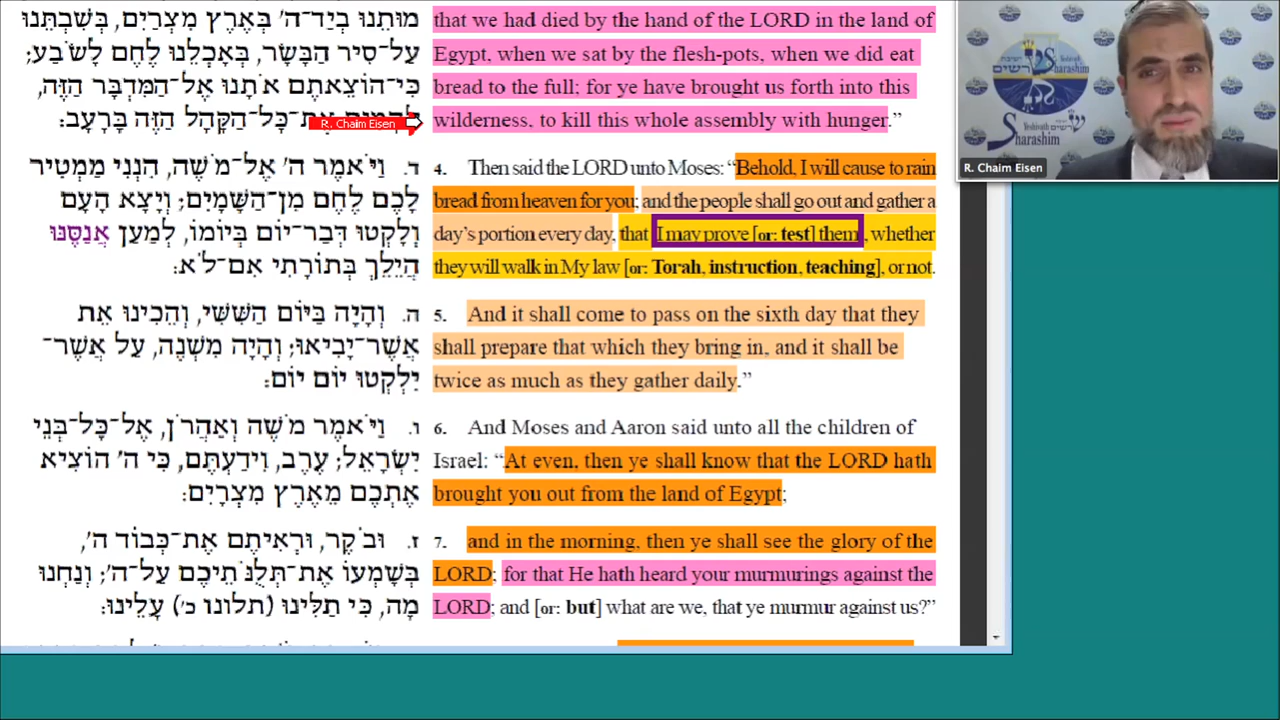 מוּתֵנוּ בְיַד־ה׳ בְּאֶרֶץ מִצְרַיִם, בְּשִׁבְתֵּנוּ
עַל־סִיר הַבָּשָׂר, בְּאׇכְלֵנוּ לֶחֶם לָשֹׂבַע;
כִּי־הוֹצֵאתֶם אֹתָנוּ אֶל־הַמִּדְבָּר הַזֶּה,
כׇּל־הַקָּהָל הַזֶּה בָּרָעָב:
R. Chaim Eisen
that we had died by the hand of the LORD in the land of
Egypt, when we sat by the flesh-pots, when we did eat
bread to the full; for ye have brought us forth into this
wilderness, to kill this whole assembly with hunger.”
ד. וַיֹּאמֶר ה׳ אֶל־מֹשֶׁה, הִנְנִי מַמְטִיר
לָכֶם לֶחֶם מִן־הַשָּׁמָיִם; וְיָצָא הָעָם
וְלָקְטוּ דְּבַר־יוֹם בְּיוֹמוֹ, לְמַעַן אֲנַסֶּנּוּ
הֲיֵלֵךְ בְּתוֹרָתִי אִם־לֹא:
4. Then said the LORD unto Moses: “Behold, I will cause to rain
bread from heaven for you; and the people shall go out and gather a
day’s portion every day, that I may prove [or: test] them, whether
they will walk in My law [or: Torah, instruction, teaching], or not.
ה. וְהָיָה בַּיּוֹם הַשִּׁשִּׁי, וְהֵכִינוּ אֵת
אֲשֶׁר־יָבִיאוּ; וְהָיָה מִשְׁנֶה, עַל אֲשֶׁר־
יִלְקְטוּ יוֹם יוֹם:
5. And it shall come to pass on the sixth day that they
shall prepare that which they bring in, and it shall be
twice as much as they gather daily.”
ו. וַיֹּאמֶר מֹשֶׁה וְאַהֲרֹן, אֶל־כׇּל־בְּנֵי
יִשְׂרָאֵל; עֶרֶב, וִידַעְתֶּם, כִּי ה׳ הוֹצִיא
אֶתְכֶם מֵאֶרֶץ מִצְרָיִם:
6. And Moses and Aaron said unto all the children of
Israel: “At even, then ye shall know that the LORD hath
brought you out from the land of Egypt;
ז. וּבֹקֶר, וּרְאִיתֶם אֶת־כְּבוֹד ה׳,
בְּשׇׁמְעוֹ אֶת־תְּלֻנֹּתֵיכֶם עַל־ה׳; וְנַחְנוּ
מָה, כִּי תַלִּינוּ (תלונו כ׳) עָלֵינוּ:
7. and in the morning, then ye shall see the glory of the
LORD; for that He hath heard your murmurings against the
LORD; and [or: but] what are we, that ye murmur against us?”
ישיבת
שרשים
Yeshivath
Sharashim
R. Chaim Eisen